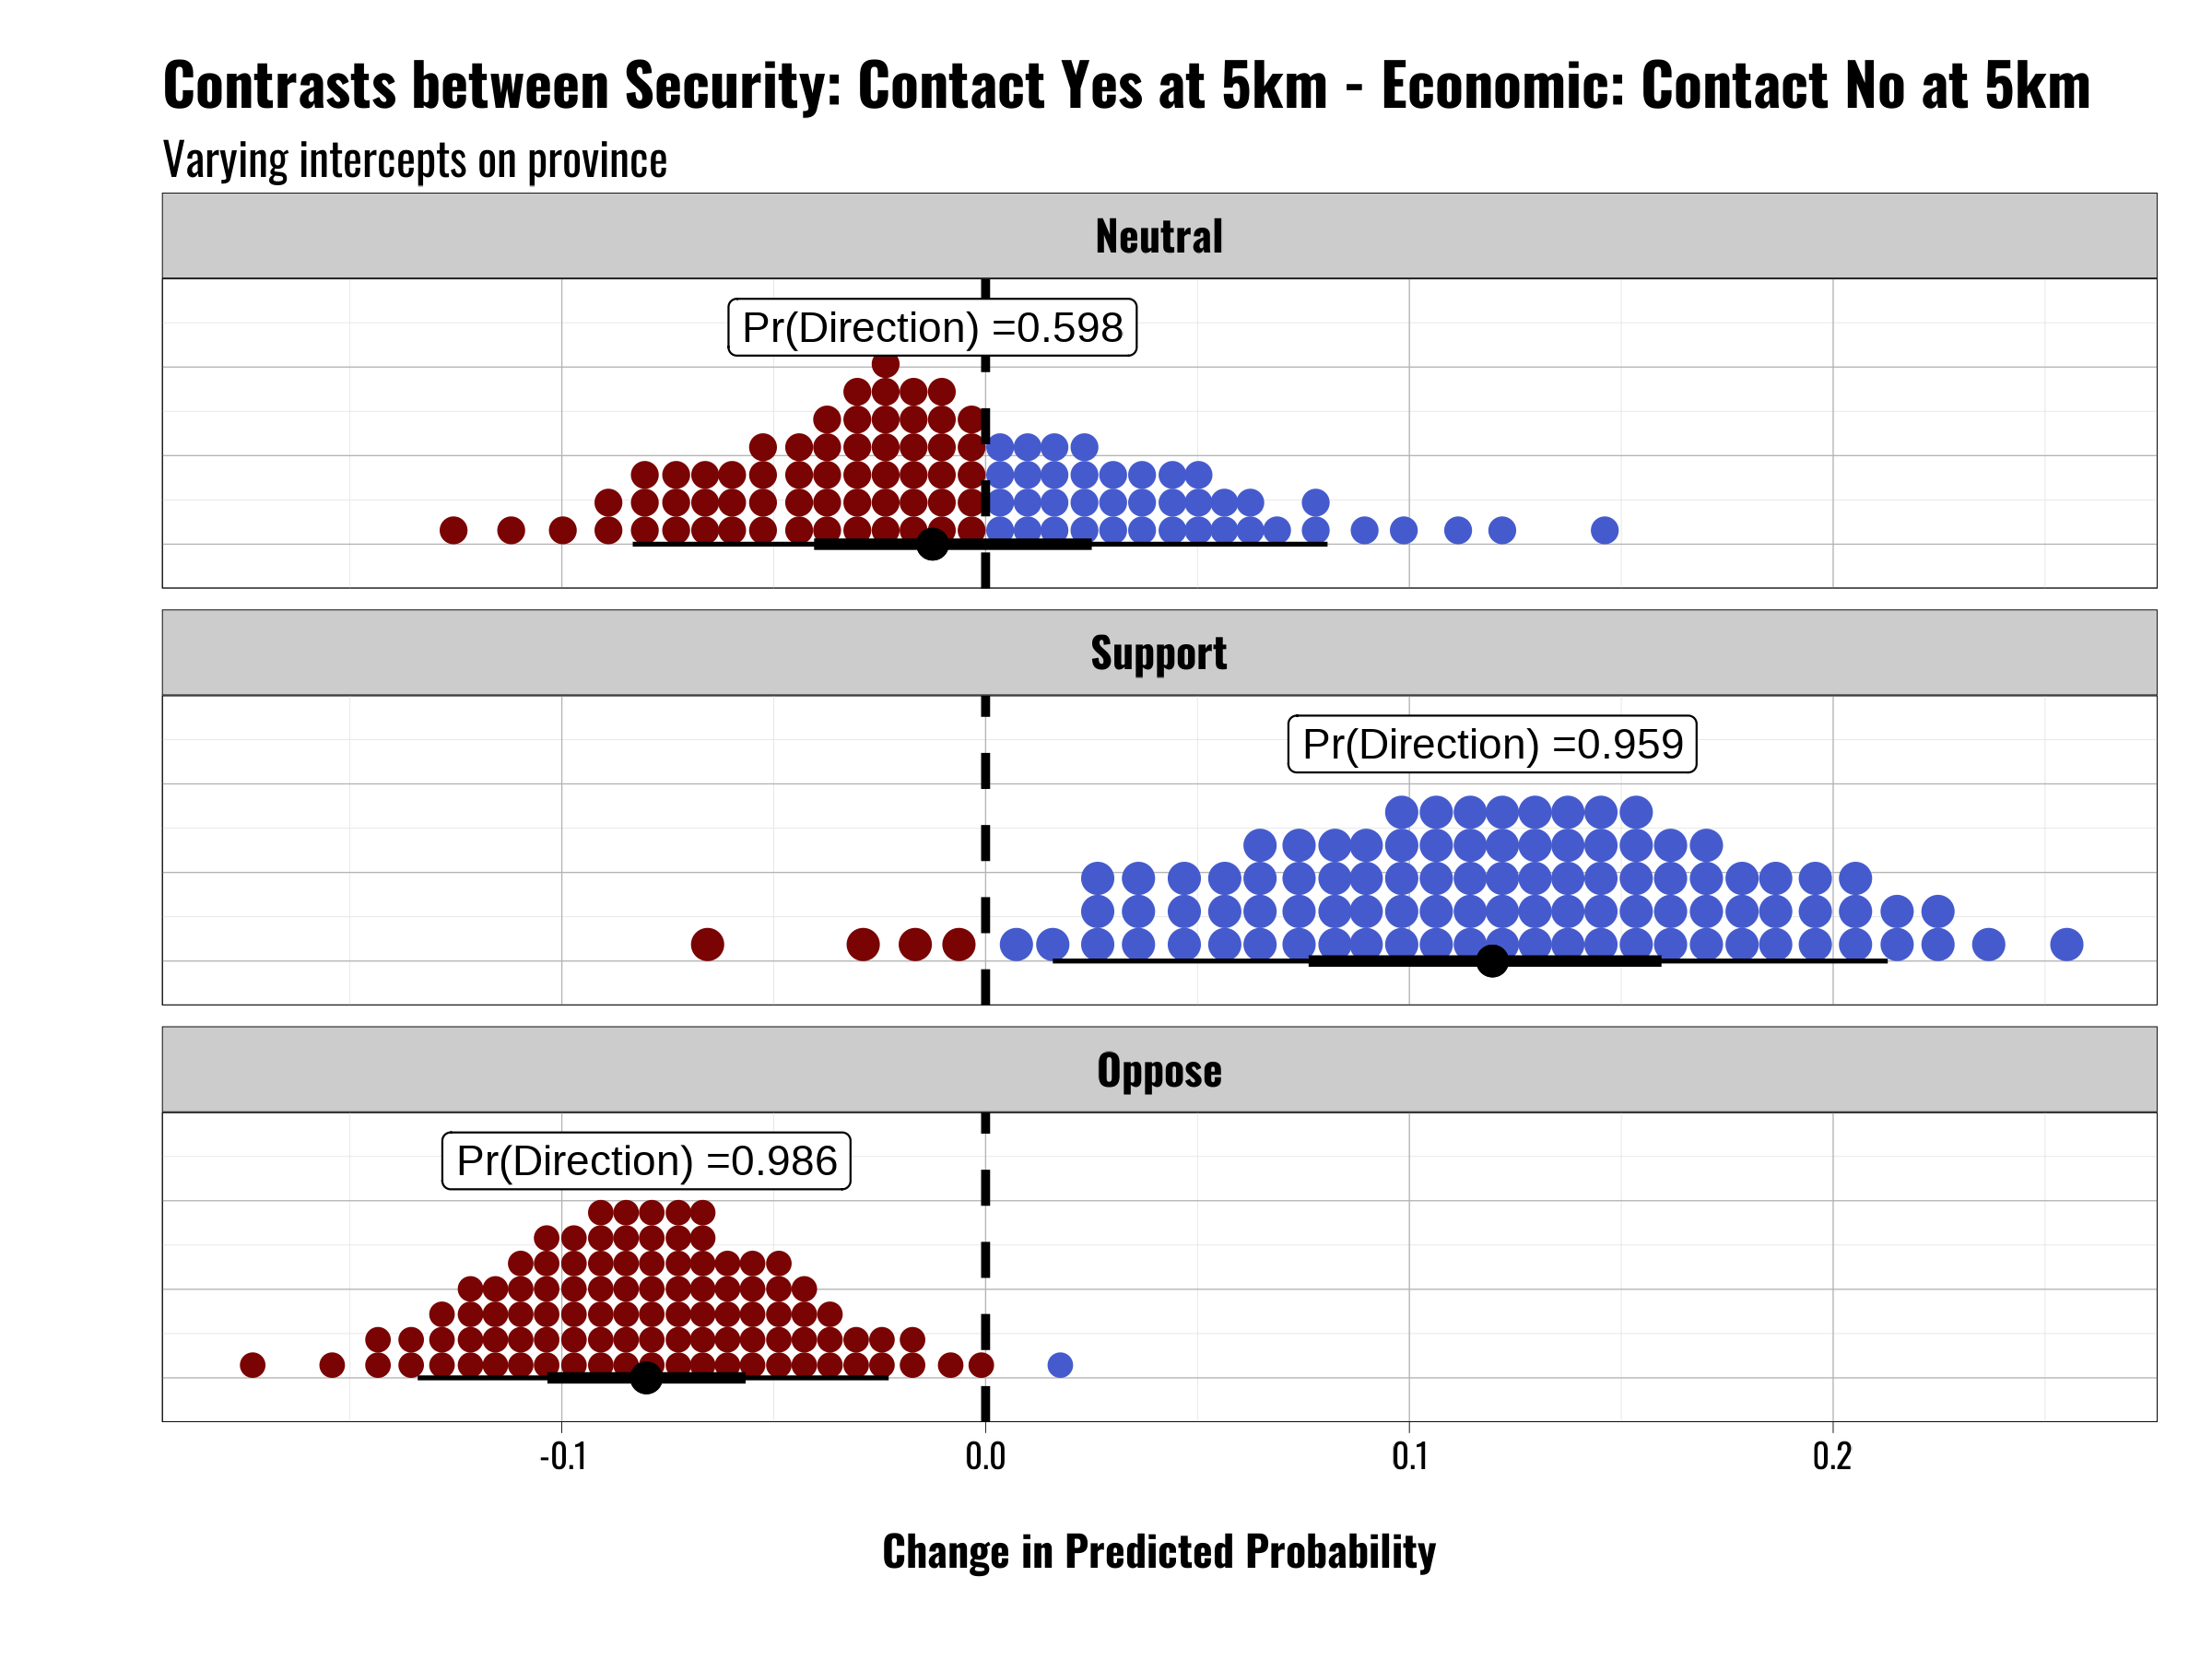 Contrasts between Security: Contact Yes at 5km - Economic: Contact No at 5km
Varying intercepts on province
Neutral
Pr(Direction) =0.598
Support
Pr(Direction) =0.959
Oppose
Pr(Direction) =0.986
-0.1 0.0 0.1 0.2
Change in Predicted Probability